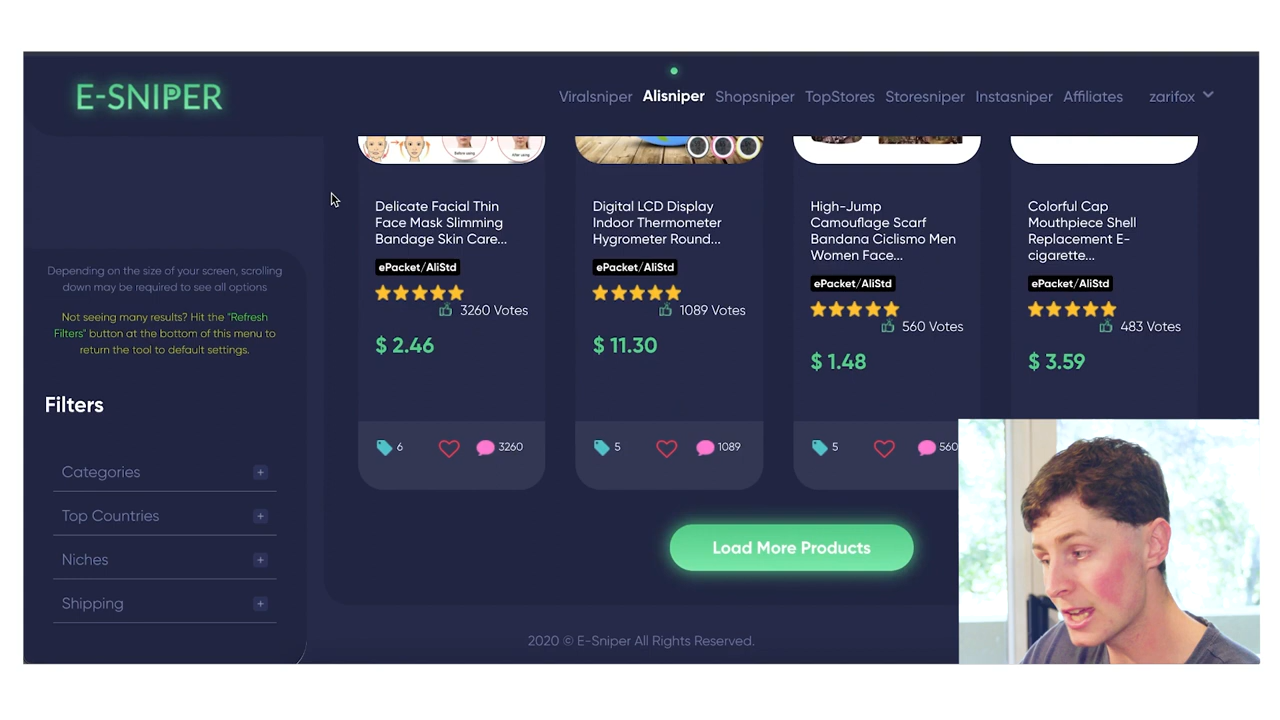 E-SNIPER
Viralsniper Alisniper Shopsniper TopStores Storesniper Instasniper Affiliates zarifox
Before using
After using
Depending on the size of your screen, scrolling
down may be required to see all options
Not seeing many results? Hit the "Refresh
Filters" button at the bottom of this menu to
return the tool to default settings.
Filters
Categories +
Top Countries +
Niches +
Shipping +
Delicate Facial Thin
Face Mask Slimming
Bandage Skin Care...
ePacket/AliStd
3260 Votes
$ 2.46
6 3260
Digital LCD Display
Indoor Thermometer
Hygrometer Round...
ePacket/AliStd
1089 Votes
$ 11.30
5 1089
High-Jump
Camouflage Scarf
Bandana Ciclismo Men
Women Face...
ePacket/AliStd
560 Votes
$ 1.48
5 560
Colorful Cap
Mouthpiece Shell
Replacement E-
cigarette...
ePacket/AliStd
483 Votes
$ 3.59
Load More Products
2020 © E-Sniper All Rights Reserved.